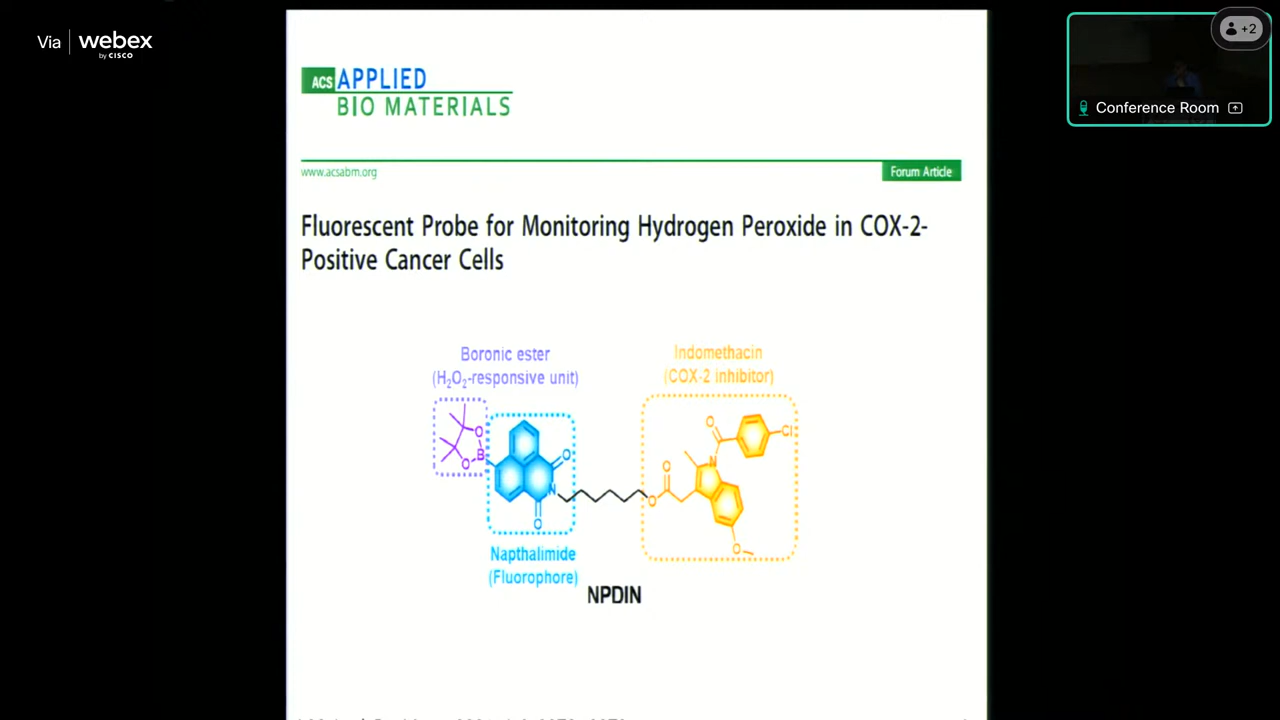 Via webex
by CISCO
+2
Conference Room
ACS APPLIED
BIO MATERIALS
www.acsabm.org
Forum Article
Fluorescent Probe for Monitoring Hydrogen Peroxide in COX-2-
Positive Cancer Cells
Boronic ester
(H₂O₂-responsive unit)
Indomethacin
(COX-2 inhibitor)
O
O
B
O
N
O
O
O
O
N
Cl
O
Napthalimide
(Fluorophore)
NPDIN